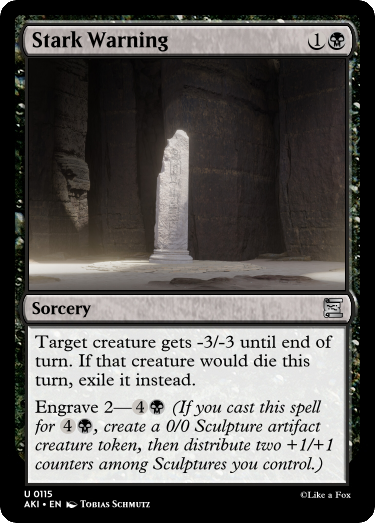 Stark Warning 1
Sorcery
Target creature gets -3/-3 until end of
turn. If that creature would die this
turn, exile it instead.
Engrave 2—4 (If you cast this spell
for 4, create a 0/0 Sculpture artifact
creature token, then distribute two +1/+1
counters among Sculptures you control.)
U 0115
AKI • EN Tobias Schmutz
©Like a Fox